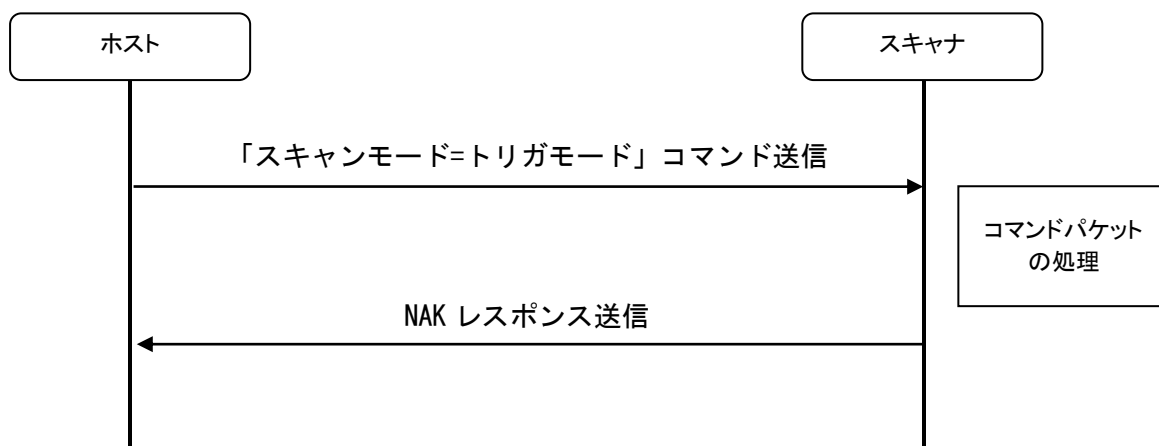 ホスト
スキャナ
「スキャンモード=トリガモード」コマンド送信
コマンドパケット
の処理
NAK レスポンス送信